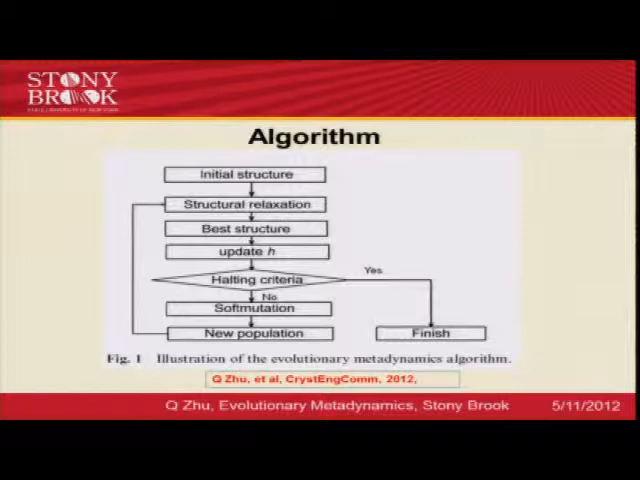 STONY
BROOK
STATE UNIVERSITY OF NEW YORK
Algorithm
Initial structure
Structural relaxation
Best structure
update h
Halting criteria
Yes
No
Softmutation
New population
Finish
Fig. 1 Illustration of the evolutionary metadynamics algorithm.
Q Zhu, et al, CrystEngComm, 2012,
Q Zhu, Evolutionary Metadynamics, Stony Brook
5/11/2012